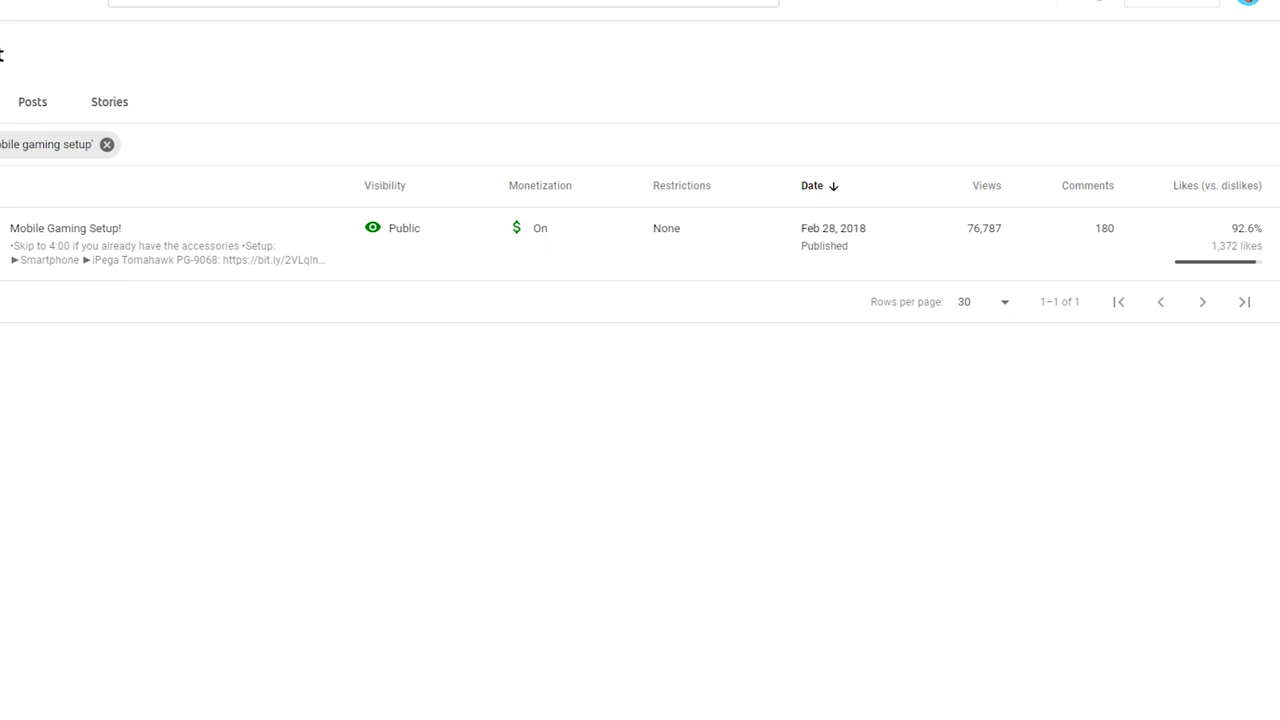 t
Posts Stories
obile gaming setup'
Visibility Monetization Restrictions Date Views Comments Likes (vs. dislikes)
Mobile Gaming Setup! Public On None Feb 28, 2018 76,787 180 92.6%
•Skip to 4:00 if you already have the accessories •Setup: Published 1,372 likes
►Smartphone ►iPega Tomahawk PG-9068: https://bit.ly/2VLqln...
Rows per page: 30 1–1 of 1